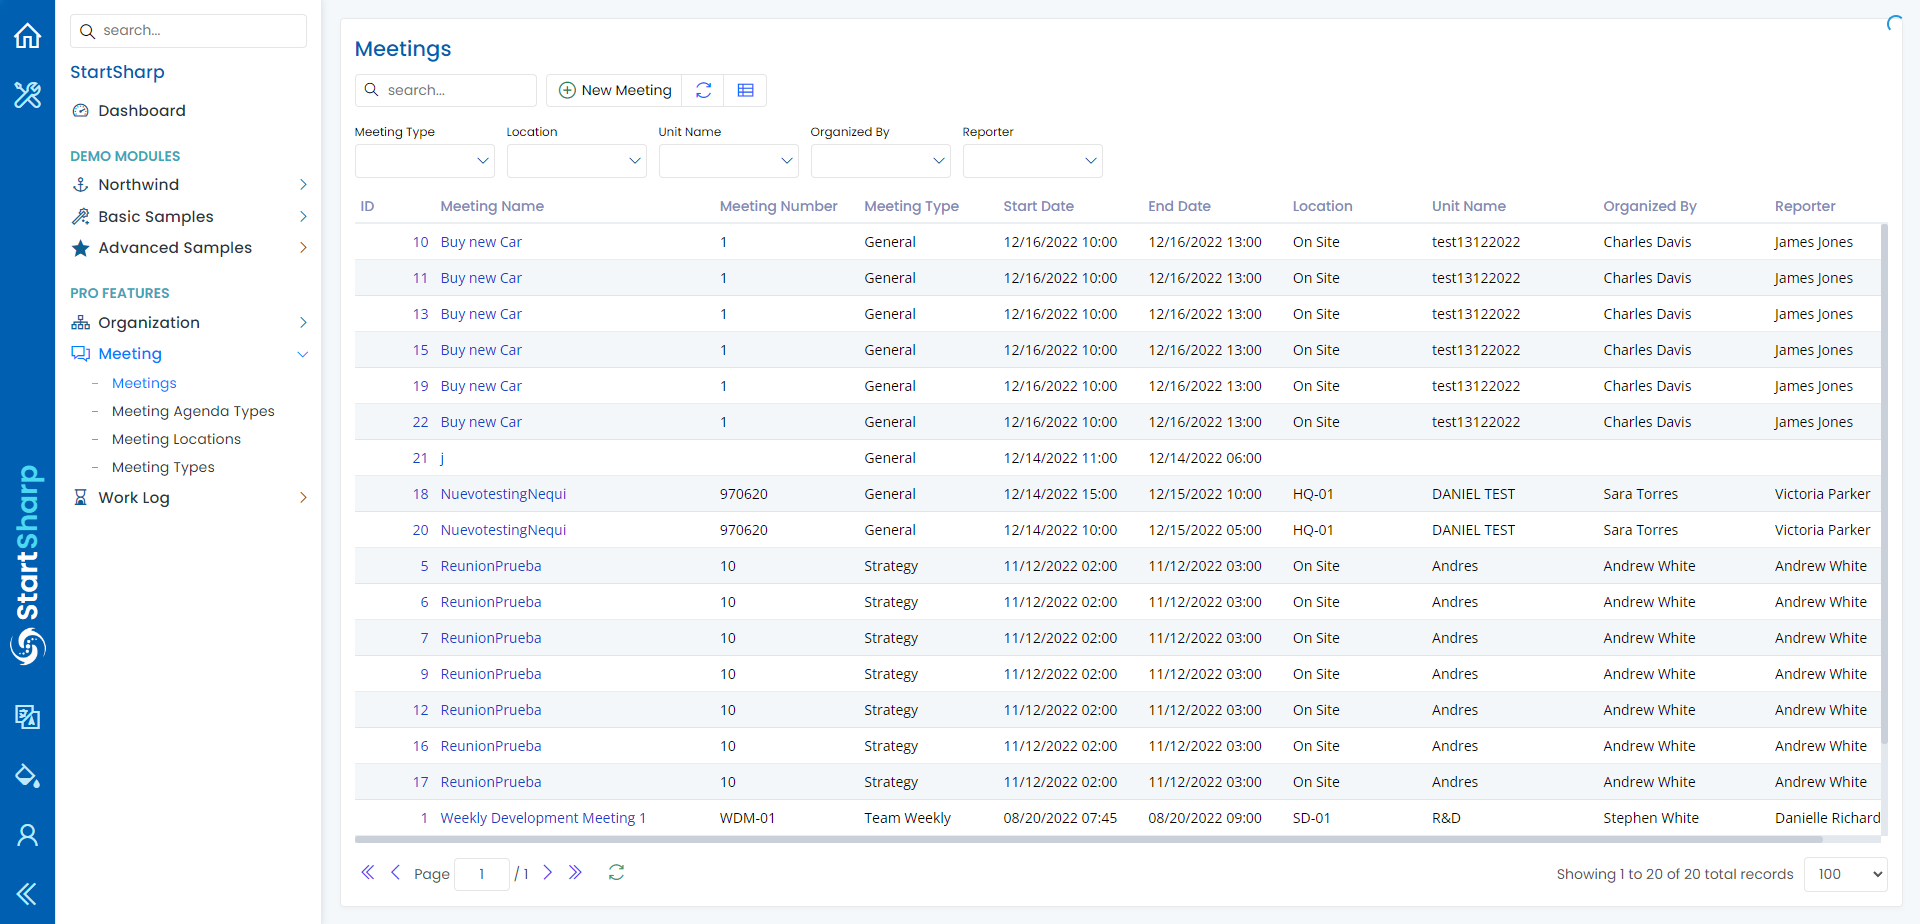 search...
StartSharp
Dashboard
DEMO MODULES
Northwind
Basic Samples
Advanced Samples
PRO FEATURES
Organization
Meeting
- Meetings
- Meeting Agenda Types
- Meeting Locations
- Meeting Types
Work Log
StartSharp
Meetings
search...
New Meeting
Meeting Type Location Unit Name Organized By Reporter
ID Meeting Name Meeting Number Meeting Type Start Date End Date Location Unit Name Organized By Reporter
10 Buy new Car 1 General 12/16/2022 10:00 12/16/2022 13:00 On Site test13122022 Charles Davis James Jones
11 Buy new Car 1 General 12/16/2022 10:00 12/16/2022 13:00 On Site test13122022 Charles Davis James Jones
13 Buy new Car 1 General 12/16/2022 10:00 12/16/2022 13:00 On Site test13122022 Charles Davis James Jones
15 Buy new Car 1 General 12/16/2022 10:00 12/16/2022 13:00 On Site test13122022 Charles Davis James Jones
19 Buy new Car 1 General 12/16/2022 10:00 12/16/2022 13:00 On Site test13122022 Charles Davis James Jones
22 Buy new Car 1 General 12/16/2022 10:00 12/16/2022 13:00 On Site test13122022 Charles Davis James Jones
21 j General 12/14/2022 11:00 12/14/2022 06:00
18 NuevotestingNequi 970620 General 12/14/2022 15:00 12/15/2022 10:00 HQ-01 DANIEL TEST Sara Torres Victoria Parker
20 NuevotestingNequi 970620 General 12/14/2022 10:00 12/15/2022 05:00 HQ-01 DANIEL TEST Sara Torres Victoria Parker
5 ReunionPrueba 10 Strategy 11/12/2022 02:00 11/12/2022 03:00 On Site Andres Andrew White Andrew White
6 ReunionPrueba 10 Strategy 11/12/2022 02:00 11/12/2022 03:00 On Site Andres Andrew White Andrew White
7 ReunionPrueba 10 Strategy 11/12/2022 02:00 11/12/2022 03:00 On Site Andres Andrew White Andrew White
9 ReunionPrueba 10 Strategy 11/12/2022 02:00 11/12/2022 03:00 On Site Andres Andrew White Andrew White
12 ReunionPrueba 10 Strategy 11/12/2022 02:00 11/12/2022 03:00 On Site Andres Andrew White Andrew White
16 ReunionPrueba 10 Strategy 11/12/2022 02:00 11/12/2022 03:00 On Site Andres Andrew White Andrew White
17 ReunionPrueba 10 Strategy 11/12/2022 02:00 11/12/2022 03:00 On Site Andres Andrew White Andrew White
1 Weekly Development Meeting 1 WDM-01 Team Weekly 08/20/2022 07:45 08/20/2022 09:00 SD-01 R&D Stephen White Danielle Richard
Page 1 / 1
Showing 1 to 20 of 20 total records 100